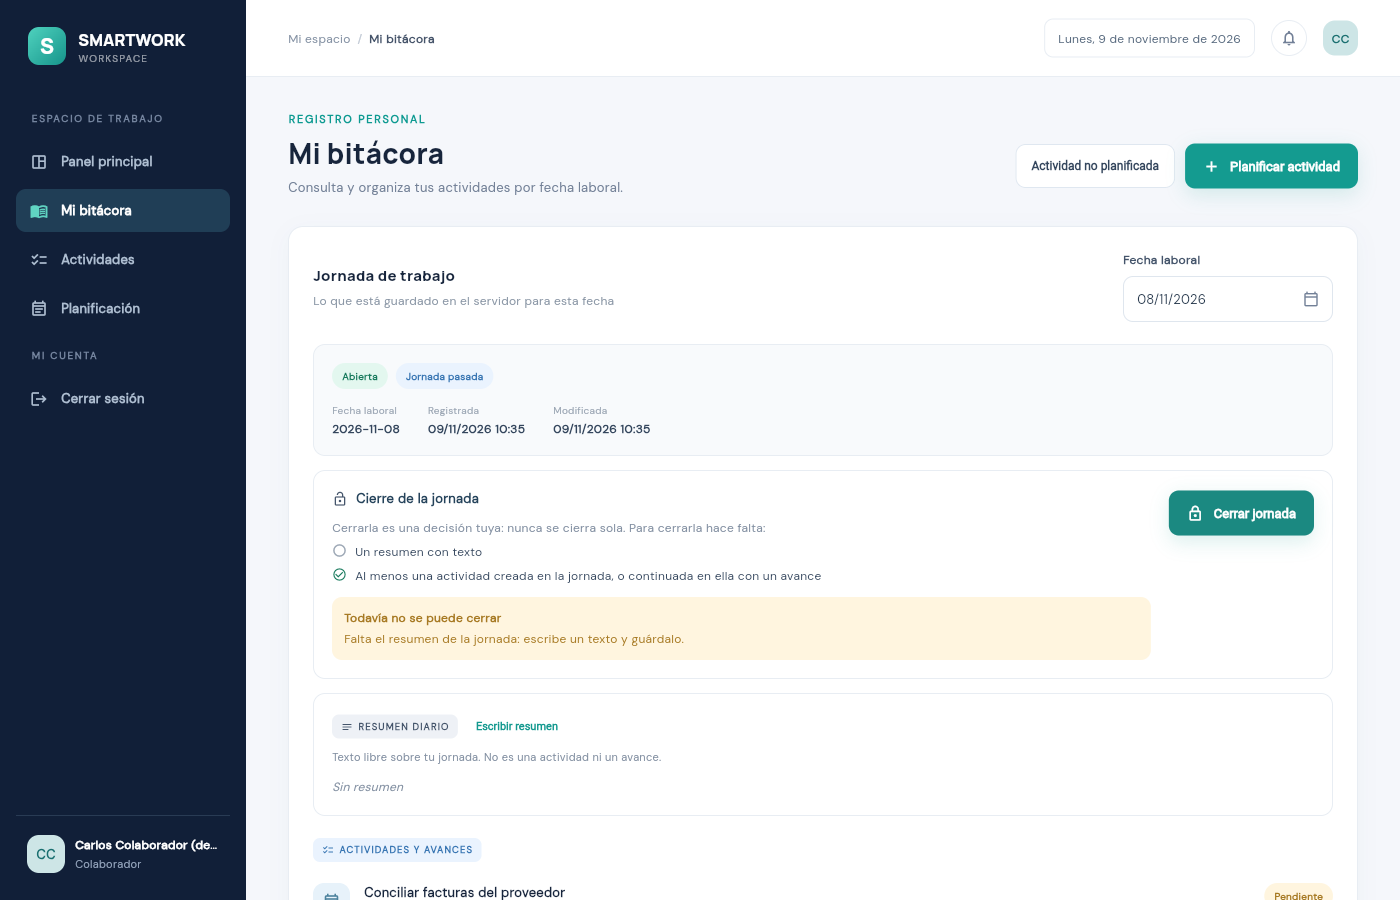 SMARTWORK
WORKSPACE
ESPACIO DE TRABAJO
Panel principal
Mi bitácora
Actividades
Planificación
MI CUENTA
Cerrar sesión
CC
Carlos Colaborador (de...
Colaborador
Mi espacio / Mi bitácora
Lunes, 9 de noviembre de 2026
CC
REGISTRO PERSONAL
Mi bitácora
Consulta y organiza tus actividades por fecha laboral.
Actividad no planificada
+ Planificar actividad
Jornada de trabajo
Lo que está guardado en el servidor para esta fecha
Fecha laboral
08/11/2026
Abierta
Jornada pasada
Fecha laboral
2026-11-08
Registrada
09/11/2026 10:35
Modificada
09/11/2026 10:35
Cierre de la jornada
Cerrarla es una decisión tuya: nunca se cierra sola. Para cerrarla hace falta:
Un resumen con texto
Al menos una actividad creada en la jornada, o continuada en ella con un avance
Todavía no se puede cerrar
Falta el resumen de la jornada: escribe un texto y guárdalo.
Cerrar jornada
RESUMEN DIARIO
Escribir resumen
Texto libre sobre tu jornada. No es una actividad ni un avance.
Sin resumen
ACTIVIDADES Y AVANCES
Conciliar facturas del proveedor
Pendiente
S